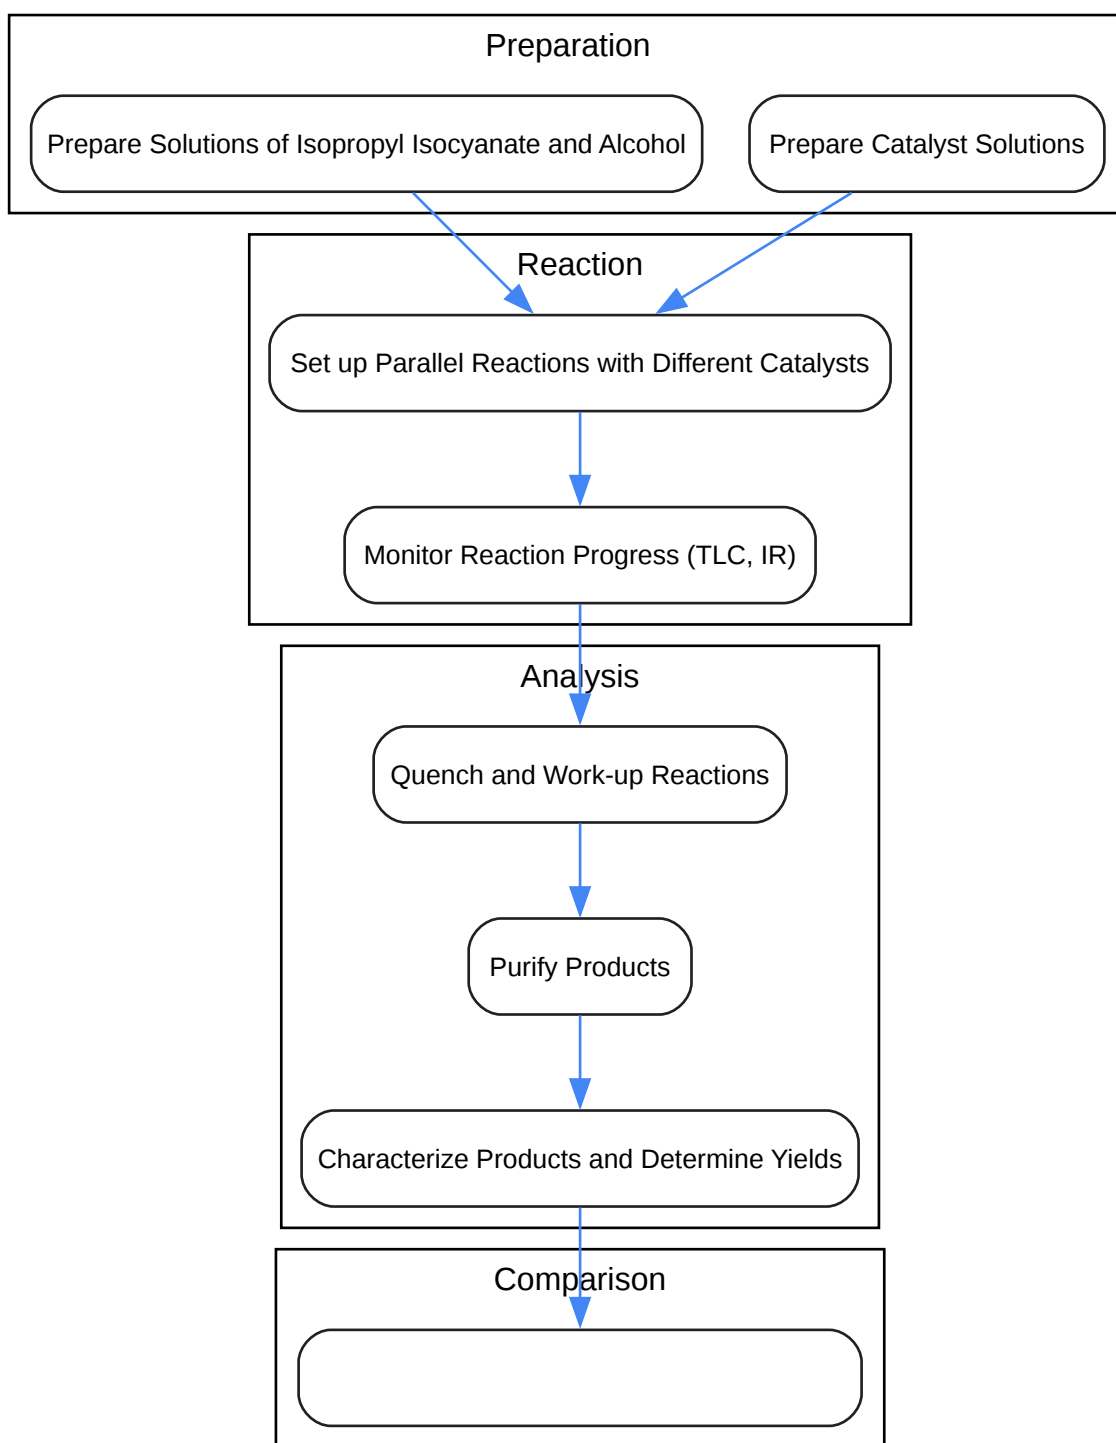 Preparation
Prepare Solutions of Isopropyl Isocyanate and Alcohol
Prepare Catalyst Solutions
Reaction
Set up Parallel Reactions with Different Catalysts
Monitor Reaction Progress (TLC, IR)
Analysis
Quench and Work-up Reactions
Purify Products
Characterize Products and Determine Yields
Comparison